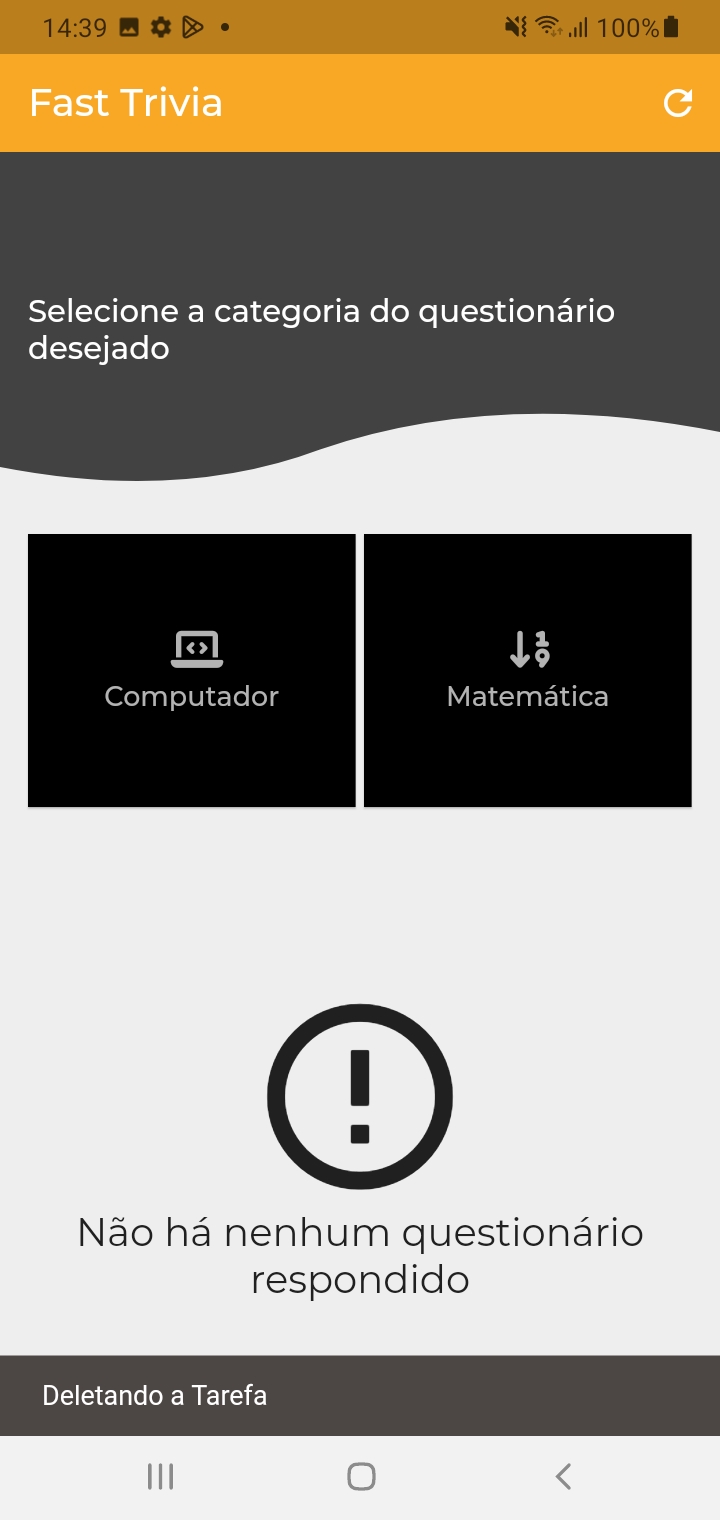 14:39
100%
Fast Trivia
Selecione a categoria do questionário
desejado
Computador
Matemática
Não há nenhum questionário
respondido
Deletando a Tarefa